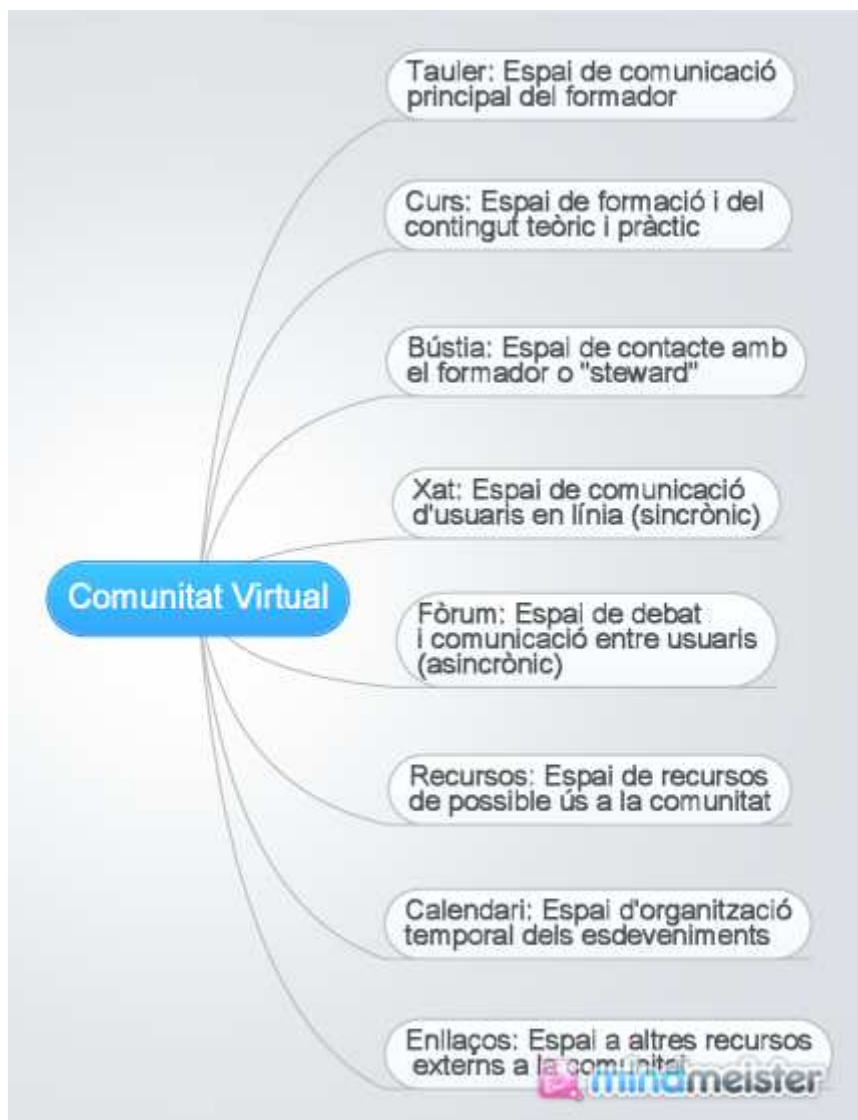 Tauler: Espai de comunicació
principal del formador
Curs: Espai de formació i del
contingut teòric i pràctic
Bústia: Espai de contacte amb
el formador o "steward"
Xat: Espai de comunicació
d'usuaris en línia (sincrònic)
Comunitat Virtual
Fòrum: Espai de debat
i comunicació entre usuaris
(asincrònic)
Recursos: Espai de recursos
de possible ús a la comunitat
Calendari: Espai d'organització
temporal dels esdeveniments
Enllaços: Espai a altres recursos
externs a la comunitat
mindmeister